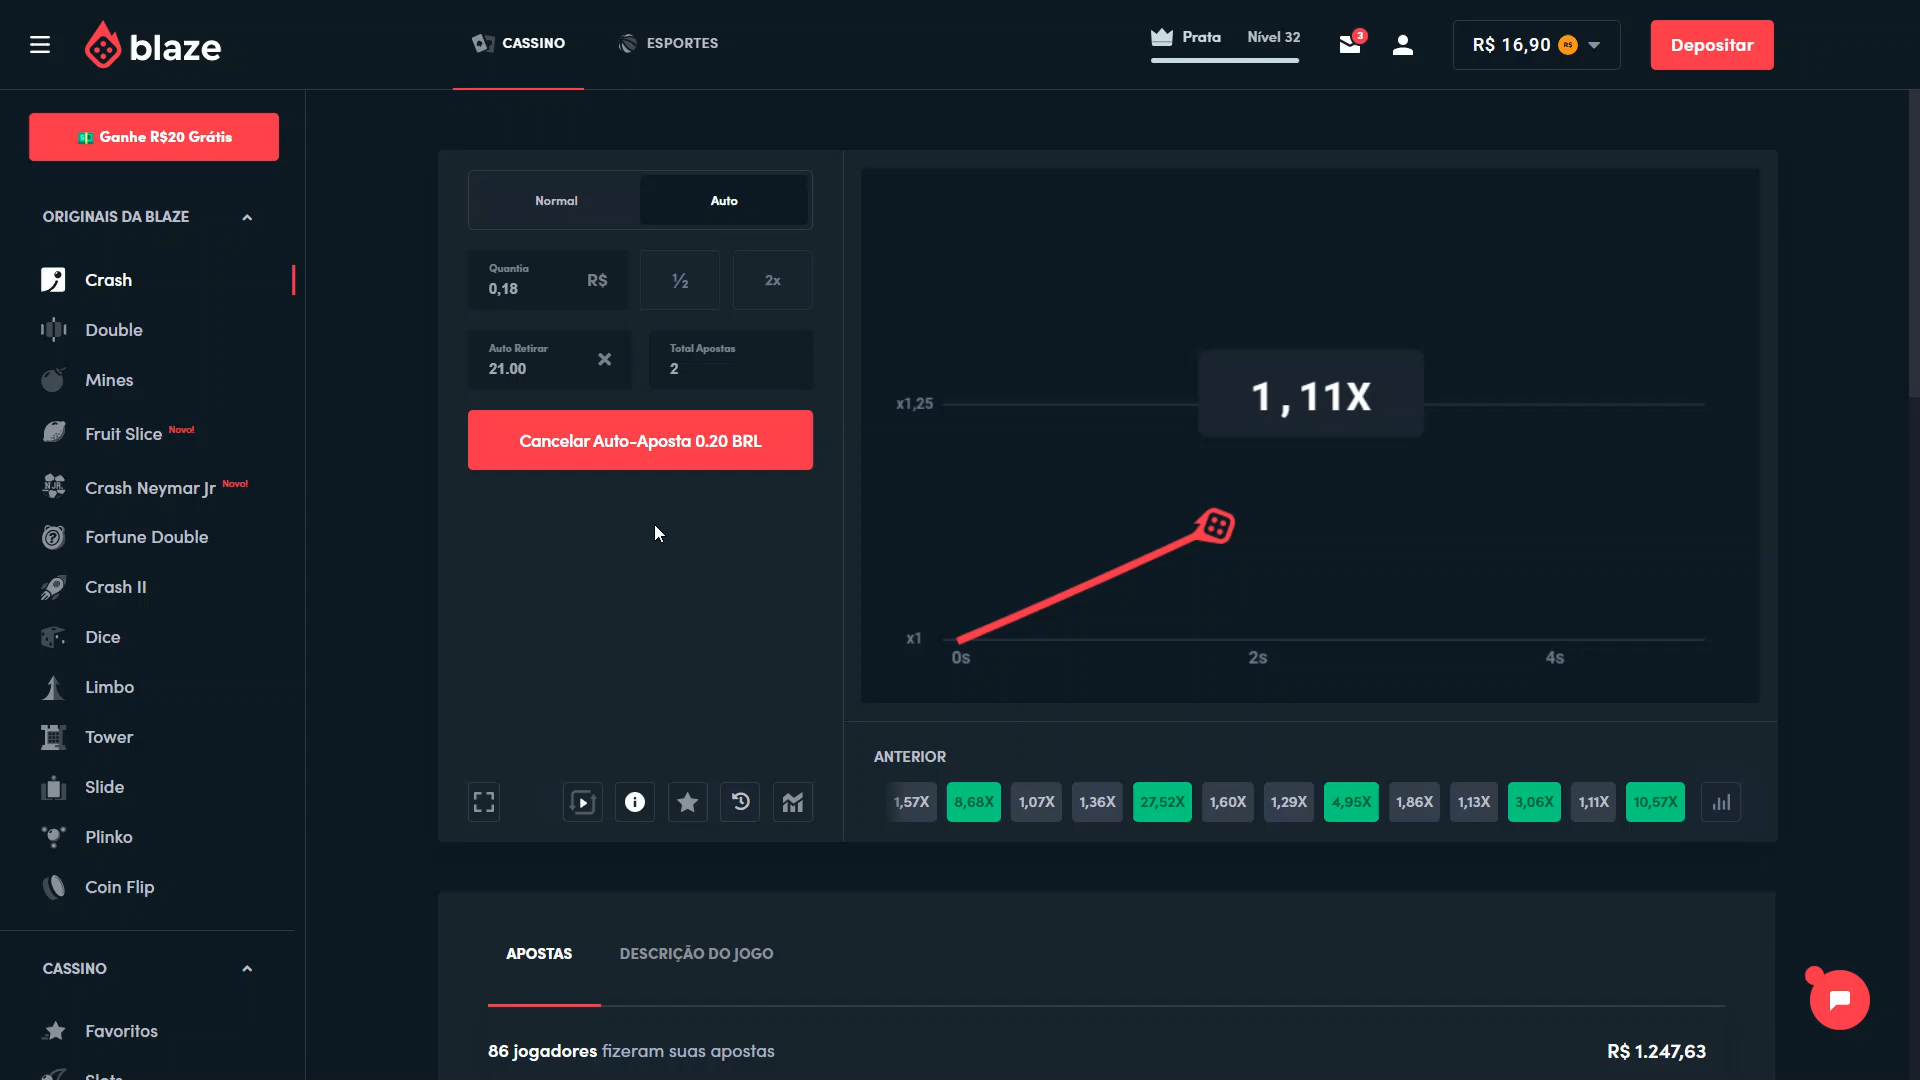 blaze
CASSINO
ESPORTES
Prata
Nível 32
3
R$ 16,90
R$
Depositar
Ganhe R$20 Grátis
ORIGINAIS DA BLAZE
Crash
Double
Mines
Fruit Slice Novo!
NJR
Crash Neymar Jr Novo!
Fortune Double
Crash II
Dice
Limbo
Tower
Slide
Plinko
Coin Flip
CASSINO
Favoritos
Slots
Normal
Auto
Quantia
0,18
R$
½
2x
Auto Retirar
21.00
Total Apostas
2
Cancelar Auto-Aposta 0.20 BRL
1,11X
x1,25
x1
0s
2s
4s
ANTERIOR
1,57X
8,68X
1,07X
1,36X
27,52X
1,60X
1,29X
4,95X
1,86X
1,13X
3,06X
1,11X
10,57X
APOSTAS
DESCRIÇÃO DO JOGO
86 jogadores fizeram suas apostas
R$ 1.247,63